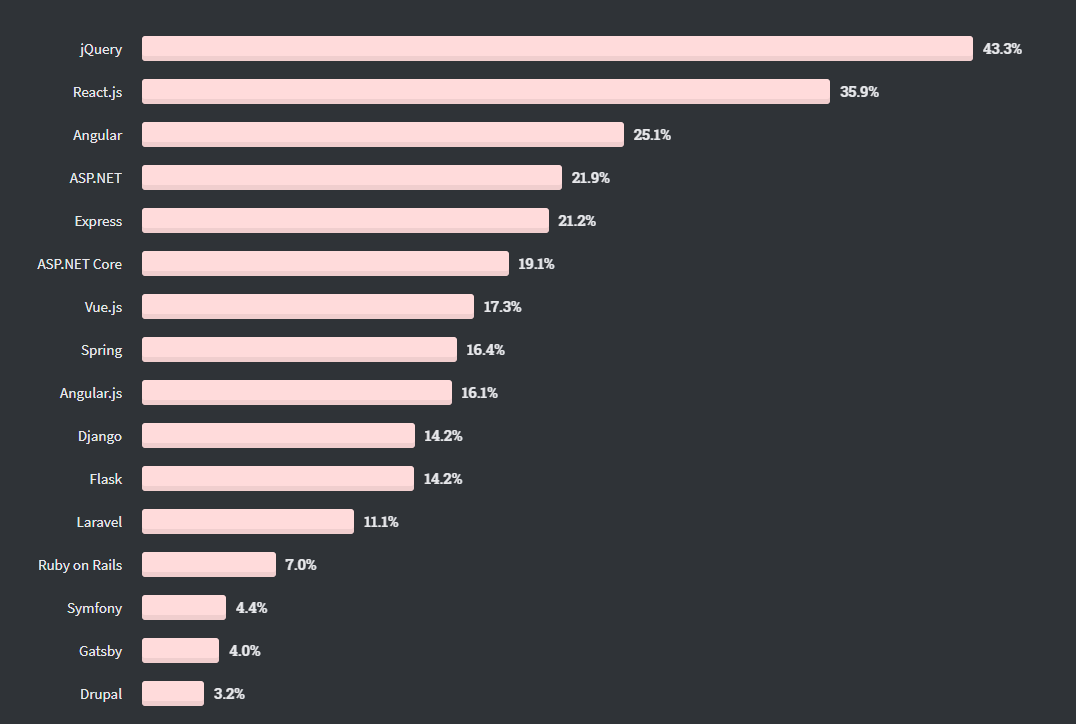 jQuery 43.3%
React.js 35.9%
Angular 25.1%
ASP.NET 21.9%
Express 21.2%
ASP.NET Core 19.1%
Vue.js 17.3%
Spring 16.4%
Angular.js 16.1%
Django 14.2%
Flask 14.2%
Laravel 11.1%
Ruby on Rails 7.0%
Symfony 4.4%
Gatsby 4.0%
Drupal 3.2%